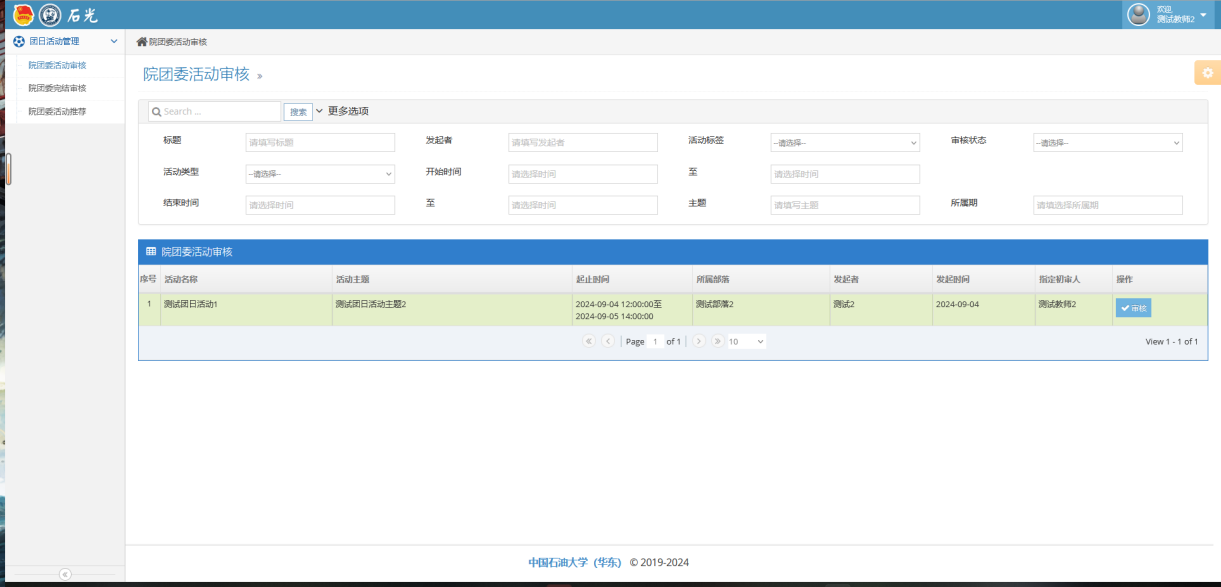 石光
欢迎
测试教师2
团日活动管理
院团委活动审核
院团委完结审核
院团委活动推荐
院团委活动审核
院团委活动审核 »
Search ...
搜索
更多选项
标题 请填写标题 发起者 请填写发起者 活动标签 --请选择-- 审核状态 --请选择--
活动类型 --请选择-- 开始时间 请选择时间 至 请选择时间
结束时间 请选择时间 至 请选择时间 主题 请填写主题 所属期 请填选择所属期
院团委活动审核
序号 活动名称 活动主题 起止时间 所属部落 发起者 发起时间 指定初审人 操作
1 测试团日活动1 测试团日活动主题2 2024-09-04 12:00:00至 测试部落2 测试2 2024-09-04 测试教师2 审核
2024-09-05 14:00:00
Page 1 of 1 10 View 1 - 1 of 1
中国石油大学（华东） © 2019-2024